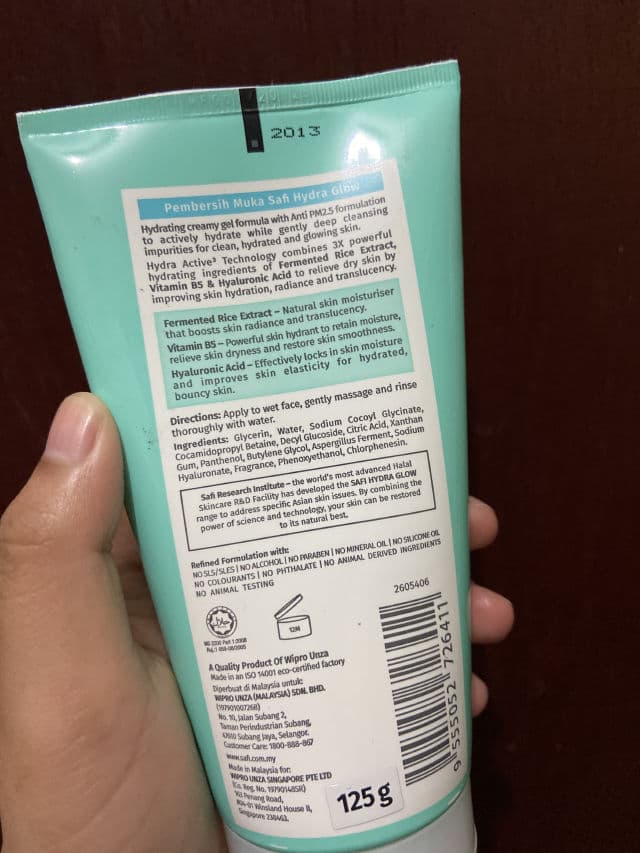 2013
Pembersih Muka Safi Hydra Glow
Hydrating creamy gel formula with Anti PM2.5 formulation
to actively hydrate while gently deep cleansing
impurities for clean, hydrated and glowing skin.
Hydra Active³ Technology combines 3X powerful
hydrating ingredients of Fermented Rice Extract,
Vitamin B5 & Hyaluronic Acid to relieve dry skin by
improving skin hydration, radiance and translucency.
Fermented Rice Extract – Natural skin moisturiser
that boosts skin radiance and translucency.
Vitamin B5 – Powerful skin hydrant to retain moisture,
relieve skin dryness and restore skin smoothness.
Hyaluronic Acid – Effectively locks in skin moisture
and improves skin elasticity for hydrated,
bouncy skin.
Directions: Apply to wet face, gently massage and rinse
thoroughly with water.
Ingredients: Glycerin, Water, Sodium Cocoyl Glycinate,
Cocamidopropyl Betaine, Decyl Glucoside, Citric Acid, Xanthan
Gum, Panthenol, Butylene Glycol, Aspergillus Ferment, Sodium
Hyaluronate, Fragrance, Phenoxyethanol, Chlorphenesin.
Safi Research Institute – the world's most advanced Halal
Skincare R&D Facility has developed the SAFI HYDRA GLOW
range to address specific Asian skin issues. By combining the
power of science and technology, your skin can be restored
to its natural best.
Refined Formulation with:
NO SLS/SLES | NO ALCOHOL | NO PARABEN | NO MINERAL OIL | NO SILICONE OIL
NO COLOURANTS | NO PHTHALATE | NO ANIMAL DERIVED INGREDIENTS
NO ANIMAL TESTING
2605406
12M
A Quality Product Of Wipro Unza
Made in an ISO 14001 eco-certified factory
Diperbuat di Malaysia untuk:
WIPRO UNZA (MALAYSIA) SDN. BHD.
No. 10, Jalan Subang 2,
Taman Perindustrian Subang,
47610 Subang Jaya, Selangor.
Customer Care: 1800-888-867
www.safi.com.my
Made in Malaysia for:
WIPRO UNZA SINGAPORE PTE LTD
Penang Road,
Winsland House II,
Singapore
125g
9 555052 726411